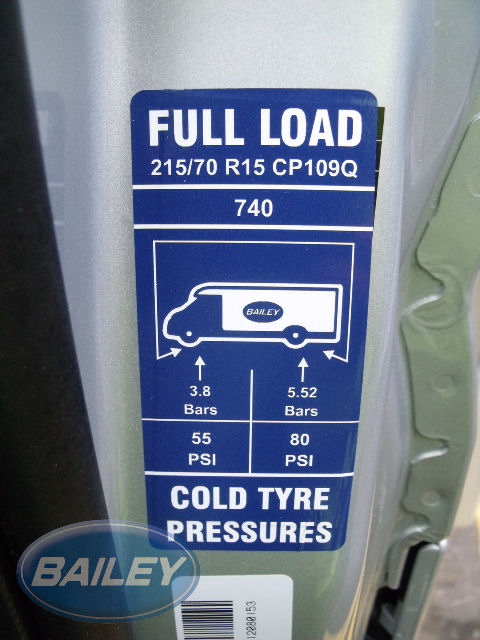 FULL LOAD
215/70 R15 CP109Q
740
BAILEY
3.8 5.52
Bars Bars
55 80
PSI PSI
COLD TYRE
PRESSURES
BAILEY
12080153